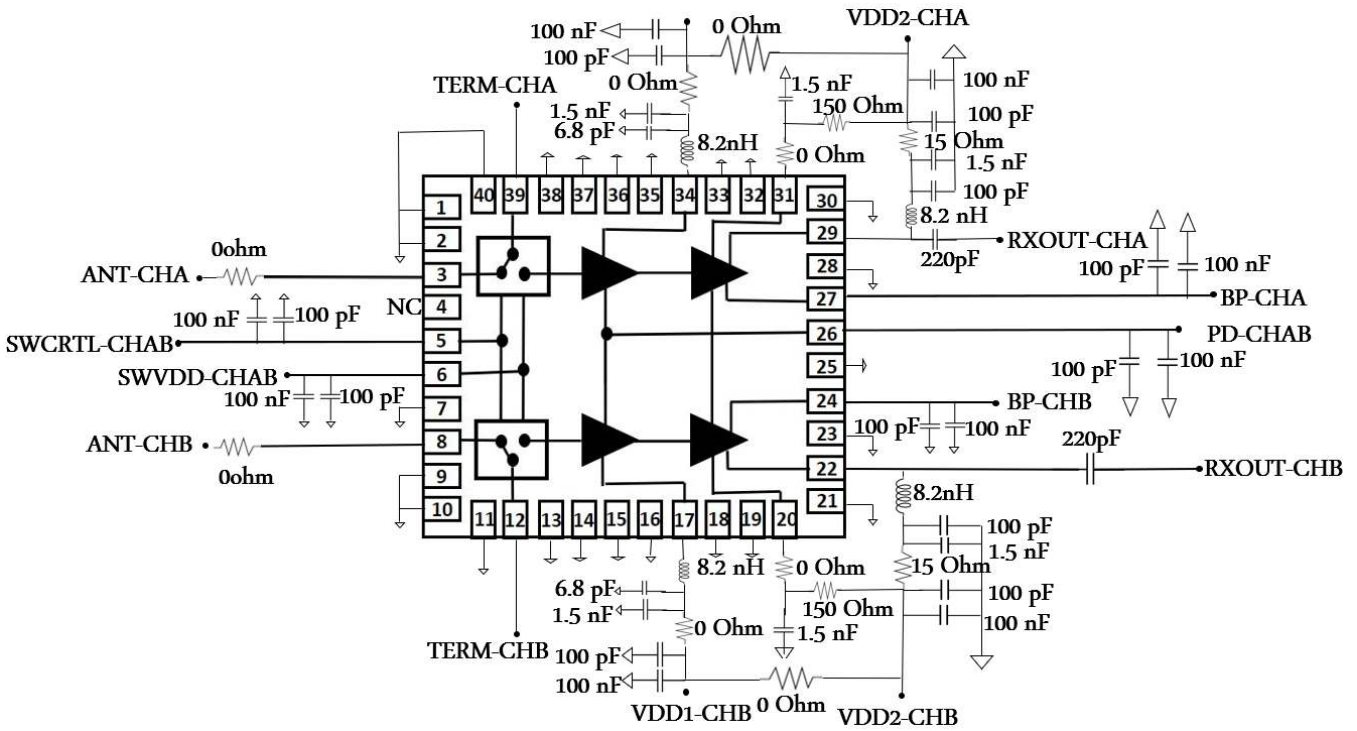 VDD2-CHA
0 Ohm
100 nF
100 pF
0 Ohm
1.5 nF
100 nF
TERM-CHA
1.5 nF
150 Ohm
100 pF
6.8 pF
15 Ohm
8.2nH
0 Ohm
1.5 nF
100 pF
40 39 38 37 36 35 34 33 32 31
1
30
8.2 nH
2
29
RXOUT-CHA
0ohm
220pF
ANT-CHA
3
28
100 pF
100 nF
NC
4
27
BP-CHA
100 nF
100 pF
SWCRTL-CHAB
5
26
PD-CHAB
SWVDD-CHAB
6
25
100 pF
100 nF
100 nF
100 pF
7
24
BP-CHB
ANT-CHB
8
23
100 pF
100 nF
220pF
0ohm
9
22
RXOUT-CHB
10
21
8.2nH
11 12 13 14 15 16 17 18 19 20
100 pF
1.5 nF
8.2 nH
0 Ohm
15 Ohm
6.8 pF
100 pF
1.5 nF
150 Ohm
100 nF
0 Ohm
1.5 nF
TERM-CHB
100 pF
100 nF
0 Ohm
VDD1-CHB
VDD2-CHB